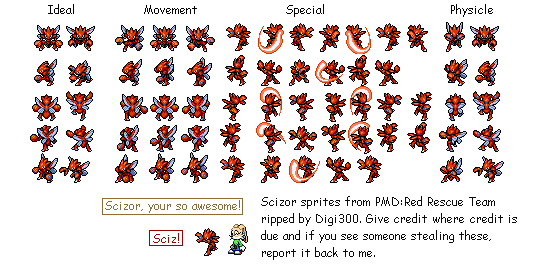 Ideal Movement Special Physicle
Scizor, your so awesome!
Sciz!
Scizor sprites from PMD:Red Rescue Team
ripped by Digi300. Give credit where credit is
due and if you see someone stealing these,
report it back to me.